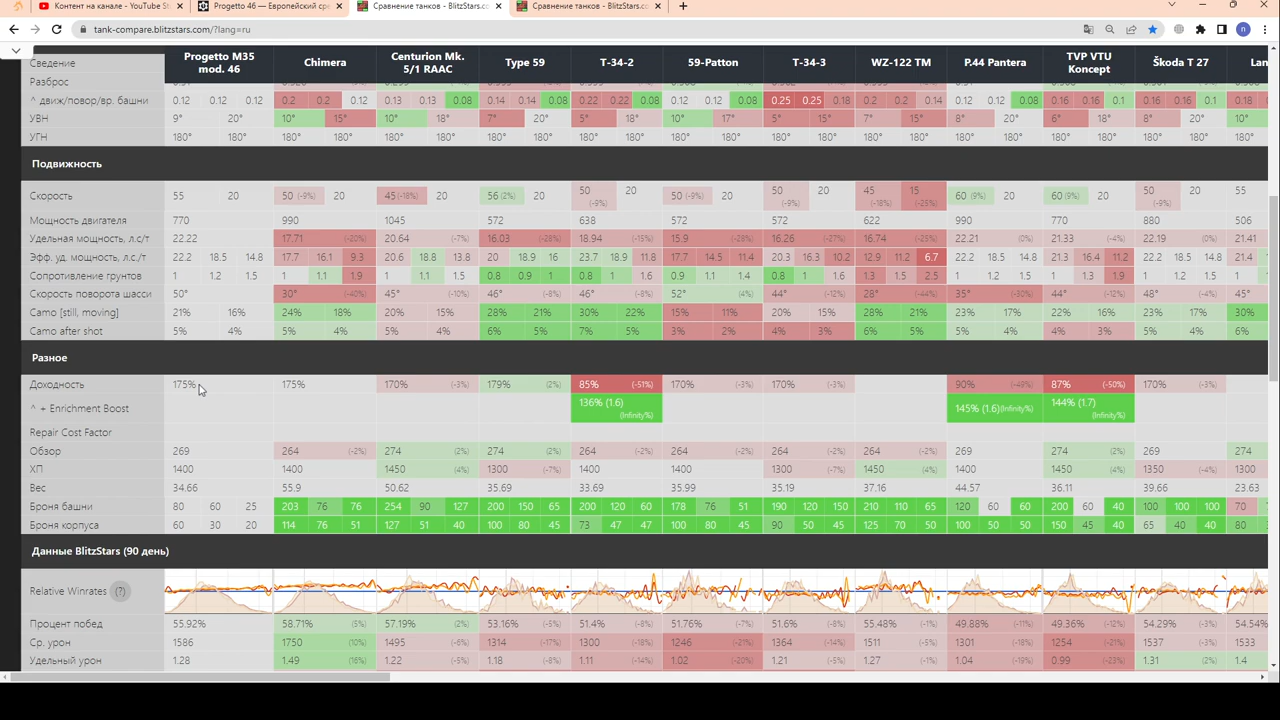 Контент на канале - YouTube St
Progetto 46 — Европейский сре
Сравнение танков - BlitzStars.co
Сравнение танков - BlitzStars.co
tank-compare.blitzstars.com/?lang=ru
Сведение Progetto M35 mod. 46 Chimera Centurion Mk. 5/1 RAAC Type 59 T-34-2 59-Patton T-34-3 WZ-122 TM P.44 Pantera TVP VTU Koncept Škoda T 27 Lan
Разброс
^ движ/повор/вр. башни 0.12 0.12 0.12 0.2 0.2 0.12 0.13 0.13 0.08 0.14 0.14 0.08 0.22 0.22 0.08 0.12 0.12 0.08 0.25 0.25 0.18 0.2 0.2 0.14 0.12 0.12 0.08 0.16 0.16 0.1 0.16 0.16 0.1 0.18 0.16
УВН 9° 20° 10° 15° 10° 18° 7° 20° 5° 18° 10° 17° 5° 15° 7° 15° 8° 20° 6° 18° 8° 20° 10°
УГН 180° 180° 180° 180° 180° 180° 180° 180° 180° 180° 180° 180° 180° 180° 180° 180° 180° 180° 180° 180° 180° 180° 180°
Подвижность
Скорость 55 20 50 (-9%) 20 45 (-18%) 20 56 (2%) 20 50 (-9%) 20 50 (-9%) 20 50 (-9%) 20 45 (-18%) 15 (-25%) 60 (9%) 20 60 (9%) 20 50 (-9%) 20 55
Мощность двигателя 770 990 1045 572 638 572 572 622 990 770 880 506
Удельная мощность, л.с/т 22.22 17.71 (-20%) 20.64 (-7%) 16.03 (-28%) 18.94 (-15%) 15.9 (-28%) 16.26 (-27%) 16.74 (-25%) 22.21 (0%) 21.33 (-4%) 22.19 (0%) 21.41
Эфф. уд. мощность, л.с/т 22.2 18.5 14.8 17.7 16.1 9.3 20.6 18.8 13.8 20 18.9 16 23.7 18.9 11.8 17.7 14.5 11.4 20.3 16.3 10.2 12.9 11.2 6.7 22.2 18.5 14.8 21.3 16.4 11.2 22.2 18.5 14.8 21.4
Сопротивление грунтов 1 1.2 1.5 1 1.1 1.9 1 1.1 1.5 0.8 0.9 1 0.8 1 1.6 0.9 1.1 1.4 0.8 1 1.6 1.3 1.5 2.5 1 1.2 1.5 1 1.3 1.9 1 1.2 1.5 1
Скорость поворота шасси 50° 30° (-40%) 45° (-10%) 46° (-8%) 46° (-8%) 52° (4%) 44° (-12%) 28° (-44%) 35° (-30%) 44° (-12%) 48° (-4%) 45°
Camo [still, moving] 21% 16% 24% 18% 20% 15% 28% 21% 30% 22% 15% 11% 20% 15% 28% 21% 23% 17% 22% 16% 23% 17% 30%
Camo after shot 5% 4% 5% 4% 5% 4% 6% 5% 7% 5% 3% 2% 4% 3% 6% 5% 5% 4% 4% 3% 5% 4% 6%
Разное
Доходность 175% 175% 170% (-3%) 179% (2%) 85% (-51%) 170% (-3%) 170% (-3%) 90% (-49%) 87% (-50%) 170% (-3%)
^ + Enrichment Boost 136% (1.6) (Infinity%) 145% (1.6) (Infinity%) 144% (1.7) (Infinity%)
Repair Cost Factor
Обзор 269 264 (-2%) 274 (2%) 274 (2%) 264 (-2%) 264 (-2%) 264 (-2%) 264 (-2%) 269 274 (2%) 269 274
ХП 1400 1400 1450 (4%) 1300 (-7%) 1400 1400 1300 (-7%) 1450 (4%) 1400 1450 (4%) 1350 (-4%) 1300
Вес 34.66 55.9 50.62 35.69 33.69 35.99 35.19 37.16 44.57 36.11 39.66 23.63
Броня башни 80 60 25 203 76 76 254 90 127 200 150 65 200 120 60 178 76 51 190 120 150 210 110 65 120 60 60 200 60 40 100 100 100 70
Броня корпуса 60 30 20 114 76 51 127 51 40 100 80 45 73 47 47 100 80 45 90 50 45 125 70 50 100 50 50 150 45 40 65 40 40 80
Данные BlitzStars (90 день)
Relative Winrates (?)
Процент побед 55.92% 58.71% (5%) 57.19% (2%) 53.16% (-5%) 51.4% (-8%) 51.76% (-7%) 51.6% (-8%) 55.48% (-1%) 49.88% (-11%) 49.36% (-12%) 54.29% (-3%) 54.54%
Ср. урон 1586 1750 (10%) 1495 (-6%) 1314 (-17%) 1300 (-18%) 1246 (-21%) 1364 (-14%) 1511 (-5%) 1301 (-18%) 1254 (-21%) 1537 (-3%) 1533
Удельный урон 1.28 1.49 (16%) 1.22 (-5%) 1.18 (-8%) 1.11 (-14%) 1.02 (-20%) 1.21 (-5%) 1.27 (-1%) 1.04 (-19%) 0.99 (-23%) 1.31 (2%) 1.4